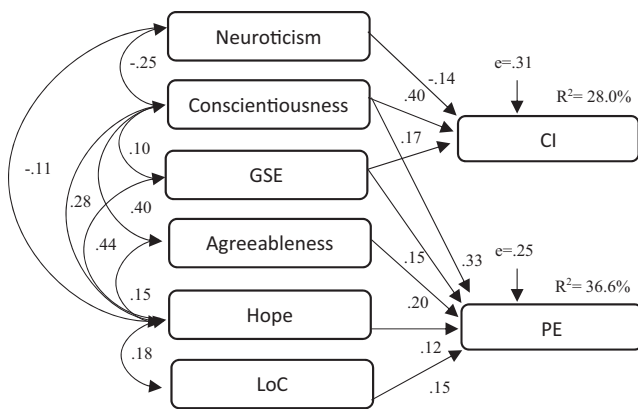 Neuroticism
-.25
-.14
e=.31
R²= 28.0%
Conscientiousness
.40
CI
.10
.17
GSE
-.11
.28
.40
.44
Agreeableness
.15
.33
e=.25
R²= 36.6%
.15
.20
Hope
PE
.18
.12
LoC
.15